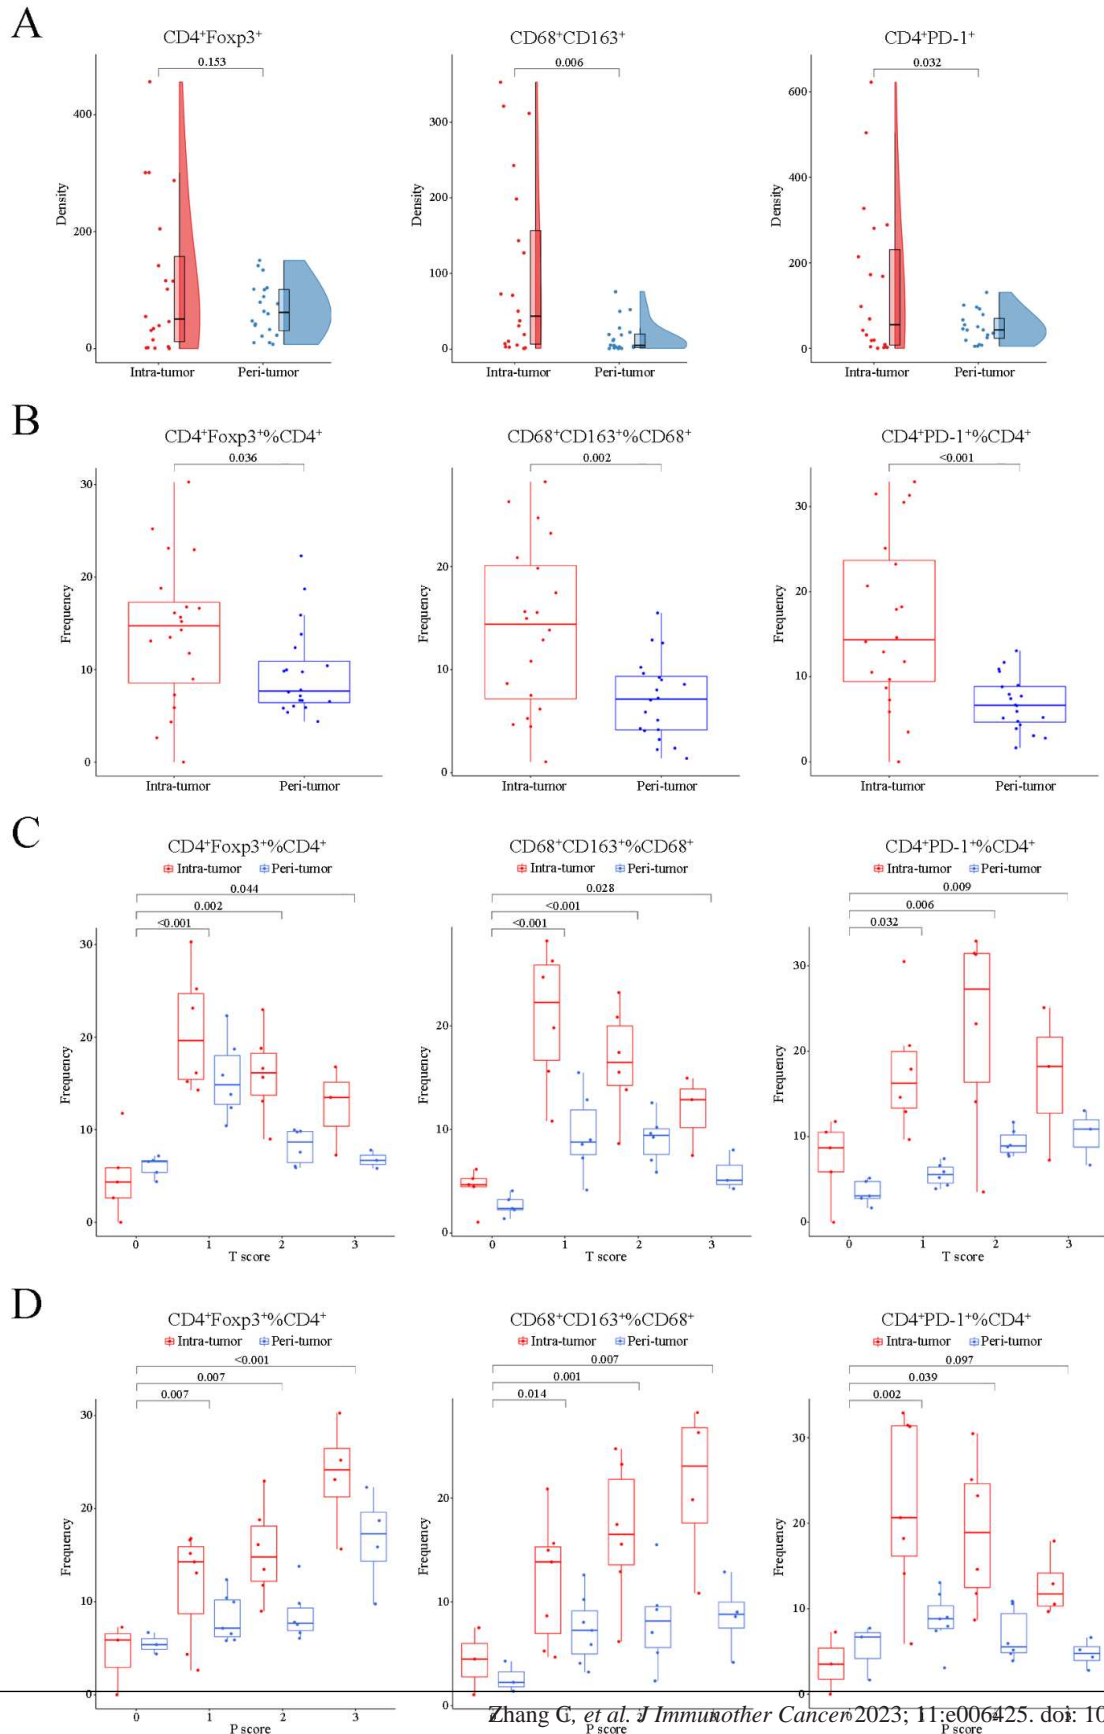 A
CD4⁺Foxp3⁺ CD68⁺CD163⁺ CD4⁺PD-1⁺
0.153 0.006 0.032
Density
400
200
0
Intra-tumor Peri-tumor
Density
300
200
100
0
Intra-tumor Peri-tumor
Density
600
400
200
0
Intra-tumor Peri-tumor
B
CD4⁺Foxp3⁺%CD4⁺ CD68⁺CD163⁺%CD68⁺ CD4⁺PD-1⁺%CD4⁺
0.036 0.002 <0.001
Frequency
30
20
10
0
Intra-tumor Peri-tumor
Frequency
20
10
0
Intra-tumor Peri-tumor
Frequency
30
20
10
0
Intra-tumor Peri-tumor
C
CD4⁺Foxp3⁺%CD4⁺
Intra-tumor Peri-tumor
0.044
0.002
<0.001
Frequency
30
20
10
0
0 1 2 3
T score
CD68⁺CD163⁺%CD68⁺
Intra-tumor Peri-tumor
0.028
<0.001
<0.001
Frequency
20
10
0
0 1 2 3
T score
CD4⁺PD-1⁺%CD4⁺
Intra-tumor Peri-tumor
0.009
0.006
0.032
Frequency
30
20
10
0
0 1 2 3
T score
D
CD4⁺Foxp3⁺%CD4⁺
Intra-tumor Peri-tumor
<0.001
0.007
0.007
Frequency
30
20
10
0
0 1 2 3
P score
CD68⁺CD163⁺%CD68⁺
Intra-tumor Peri-tumor
0.007
0.001
0.014
Frequency
20
10
0
P score
CD4⁺PD-1⁺%CD4⁺
Intra-tumor Peri-tumor
0.097
0.039
0.002
Frequency
30
20
10
0
P score
Zhang C, et al. J Immunother Cancer 2023; 11:e006425. doi: 10